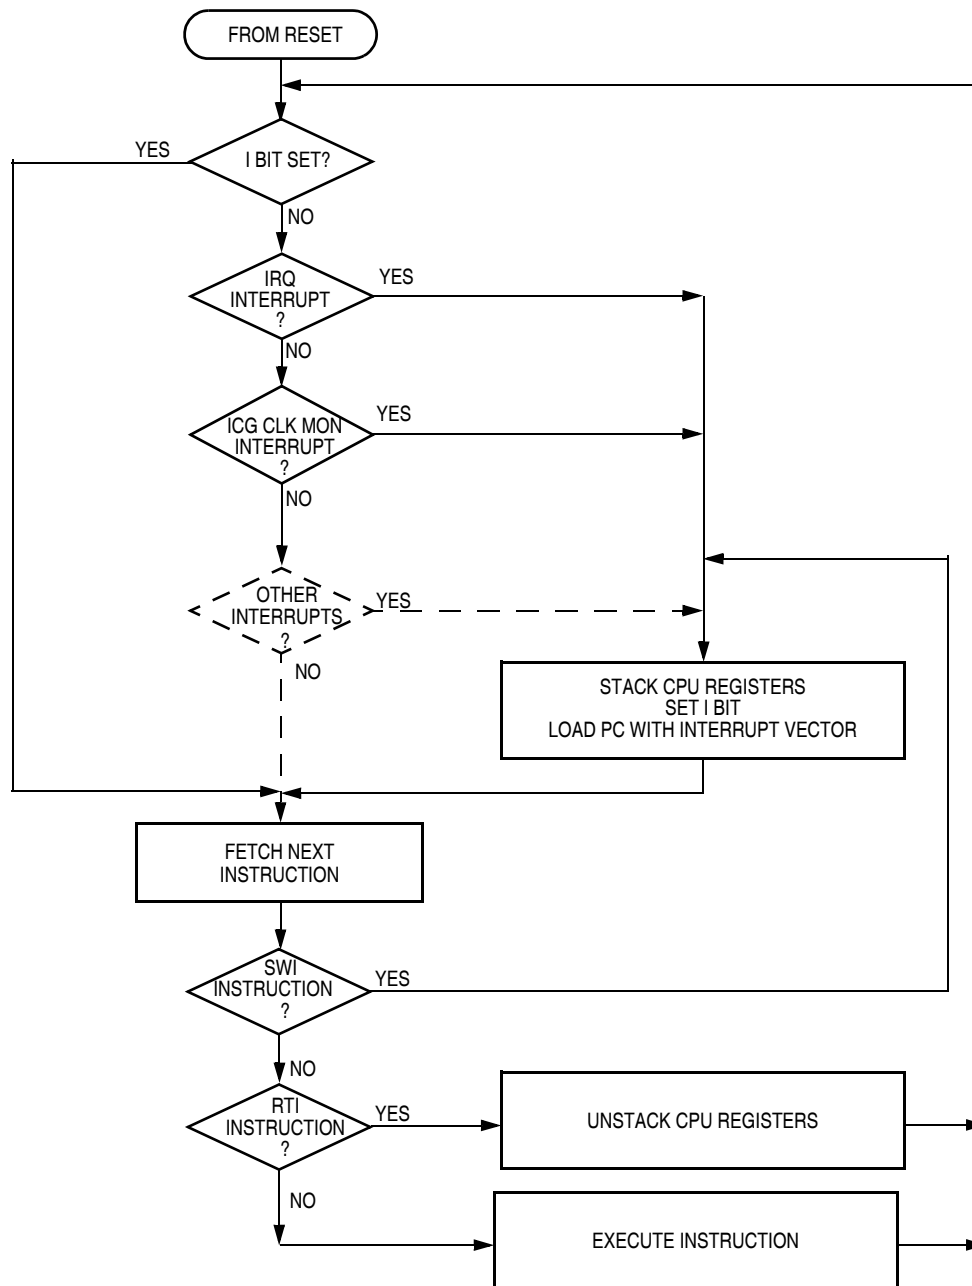 FROM RESET
YES
I BIT SET?
NO
IRQ
INTERRUPT
?
YES
NO
ICG CLK MON
INTERRUPT
?
YES
NO
OTHER
INTERRUPTS
?
YES
NO
STACK CPU REGISTERS
SET I BIT
LOAD PC WITH INTERRUPT VECTOR
FETCH NEXT
INSTRUCTION
SWI
INSTRUCTION
?
YES
NO
RTI
INSTRUCTION
?
YES
UNSTACK CPU REGISTERS
NO
EXECUTE INSTRUCTION